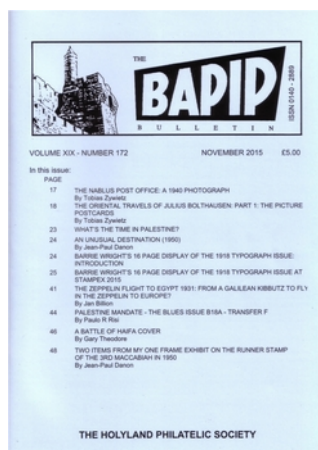 THE
BAPIP
BULLETIN
ISSN 0140 - 2889
VOLUME XIX - NUMBER 172 NOVEMBER 2015 £5.00
In this issue:
PAGE
17 THE NABLUS POST OFFICE: A 1940 PHOTOGRAPH
By Tobias Zywietz
18 THE ORIENTAL TRAVELS OF JULIUS BOLTHAUSEN: PART 1: THE PICTURE
POSTCARDS
By Tobias Zywietz
23 WHAT'S THE TIME IN PALESTINE?
24 AN UNUSUAL DESTINATION (1950)
By Jean-Paul Danon
24 BARRIE WRIGHT'S 16 PAGE DISPLAY OF THE 1918 TYPOGRAPH ISSUE:
INTRODUCTION
25 BARRIE WRIGHT'S 16 PAGE DISPLAY OF THE 1918 TYPOGRAPH ISSUE AT
STAMPEX 2015
41 THE ZEPPELIN FLIGHT TO EGYPT 1931: FROM A GALILEAN KIBBUTZ TO FLY
IN THE ZEPPELIN TO EUROPE?
By Jan Billion
44 PALESTINE MANDATE - THE BLUES ISSUE B18A - TRANSFER F
By Paulo R Risi
46 A BATTLE OF HAIFA COVER
By Gary Theodore
48 TWO ITEMS FROM MY ONE FRAME EXHIBIT ON THE RUNNER STAMP
OF THE 3RD MACCABIAH IN 1950
By Jean-Paul Danon
THE HOLYLAND PHILATELIC SOCIETY